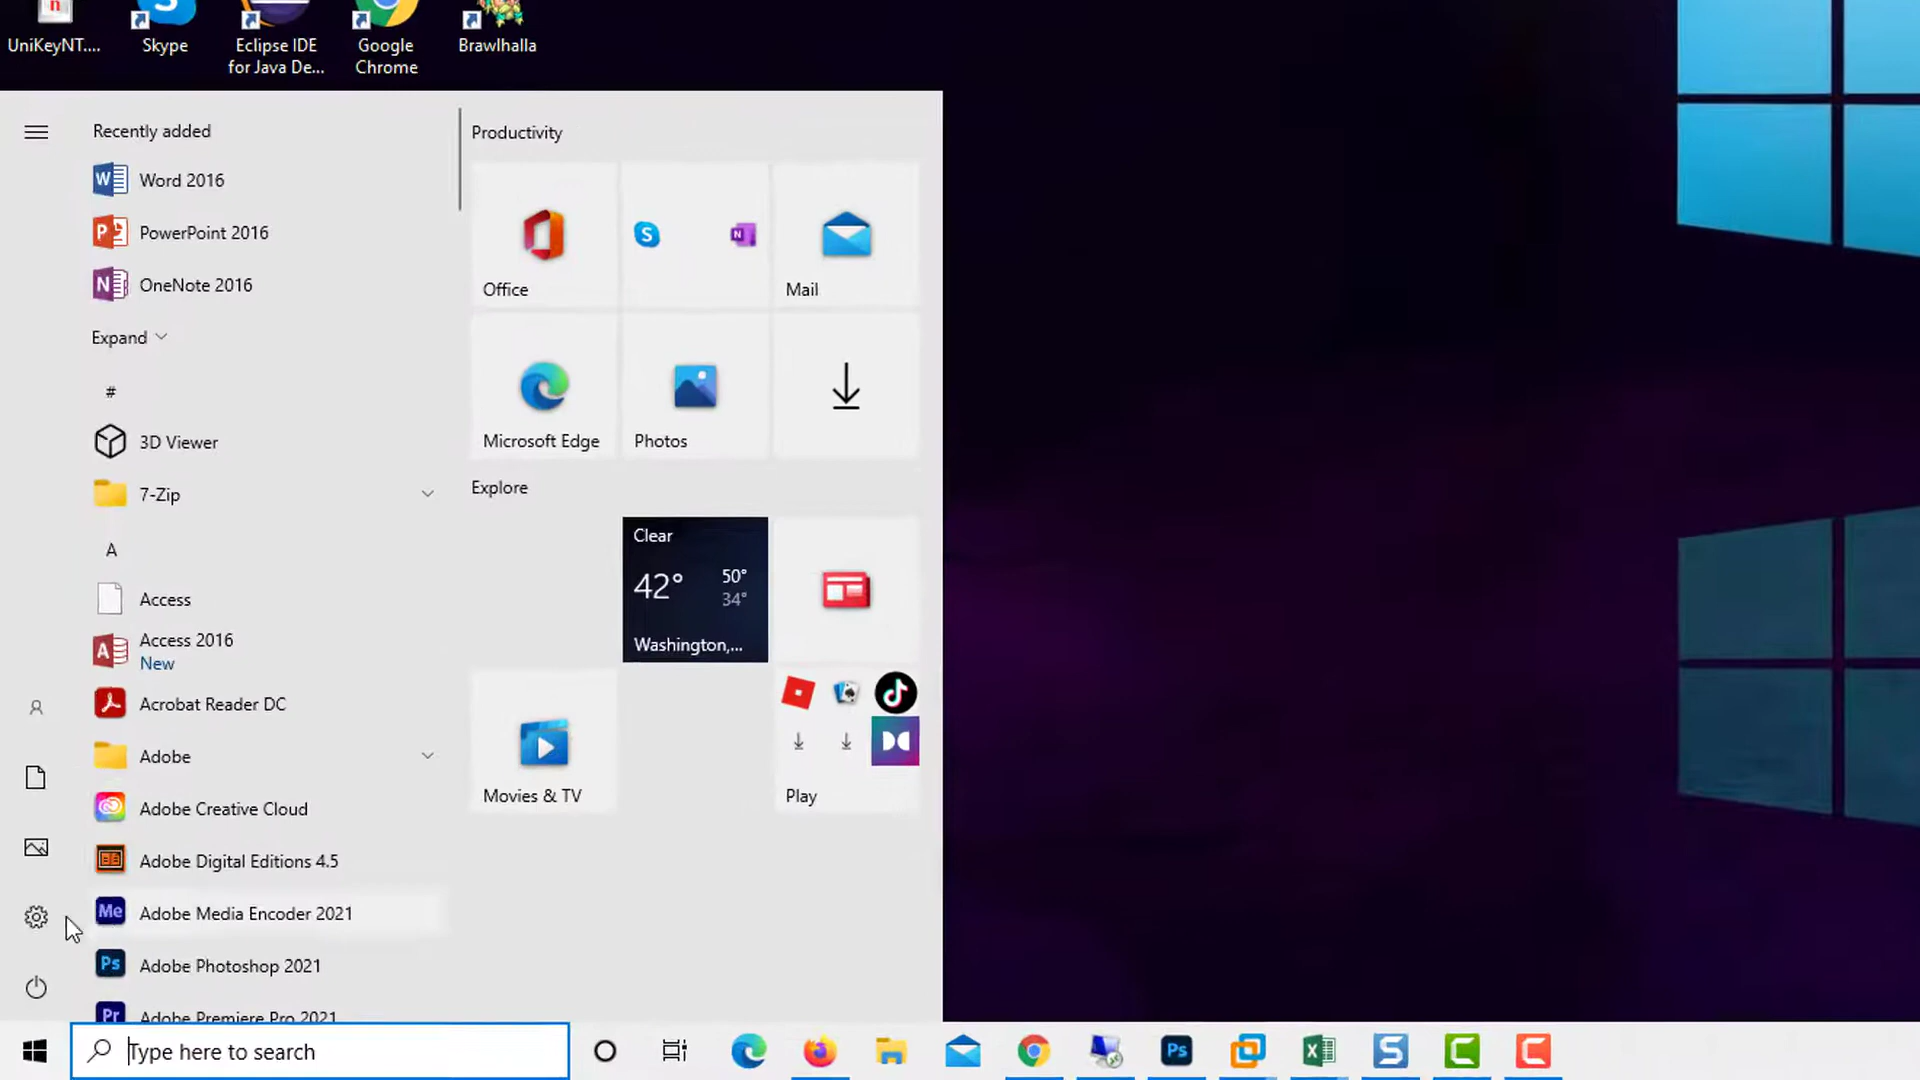 UniKeyNT....
Skype
Eclipse IDE
for Java De...
Google
Chrome
Brawlhalla
Recently added
Word 2016
PowerPoint 2016
OneNote 2016
Expand
#
3D Viewer
7-Zip
A
Access
Access 2016
New
Acrobat Reader DC
Adobe
Adobe Creative Cloud
Adobe Digital Editions 4.5
Adobe Media Encoder 2021
Adobe Photoshop 2021
Adobe Premiere Pro 2021
Productivity
Office
Mail
Microsoft Edge
Photos
Explore
Clear
42°
50°
34°
Washington,...
Movies & TV
Play
Type here to search